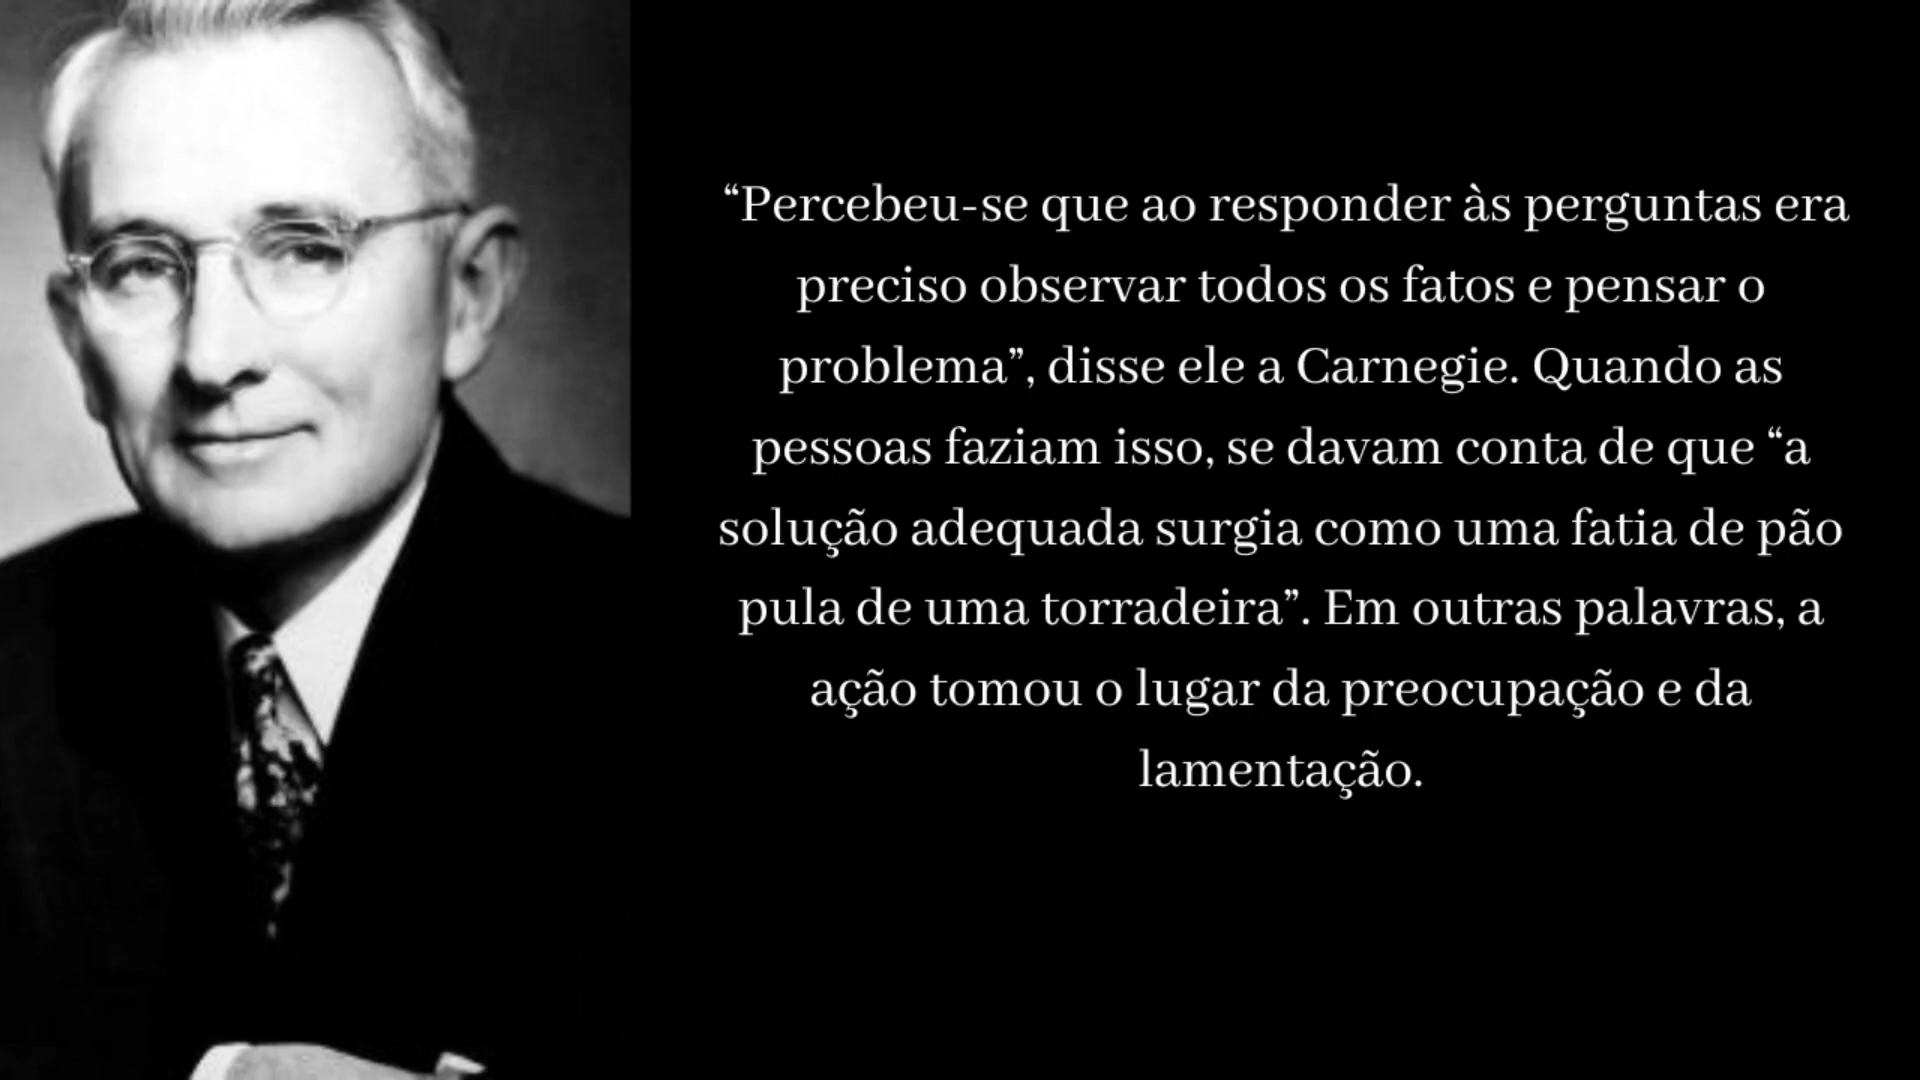 “Percebeu-se que ao responder às perguntas era
preciso observar todos os fatos e pensar o
problema”, disse ele a Carnegie. Quando as
pessoas faziam isso, se davam conta de que “a
solução adequada surgia como uma fatia de pão
pula de uma torradeira”. Em outras palavras, a
ação tomou o lugar da preocupação e da
lamentação.